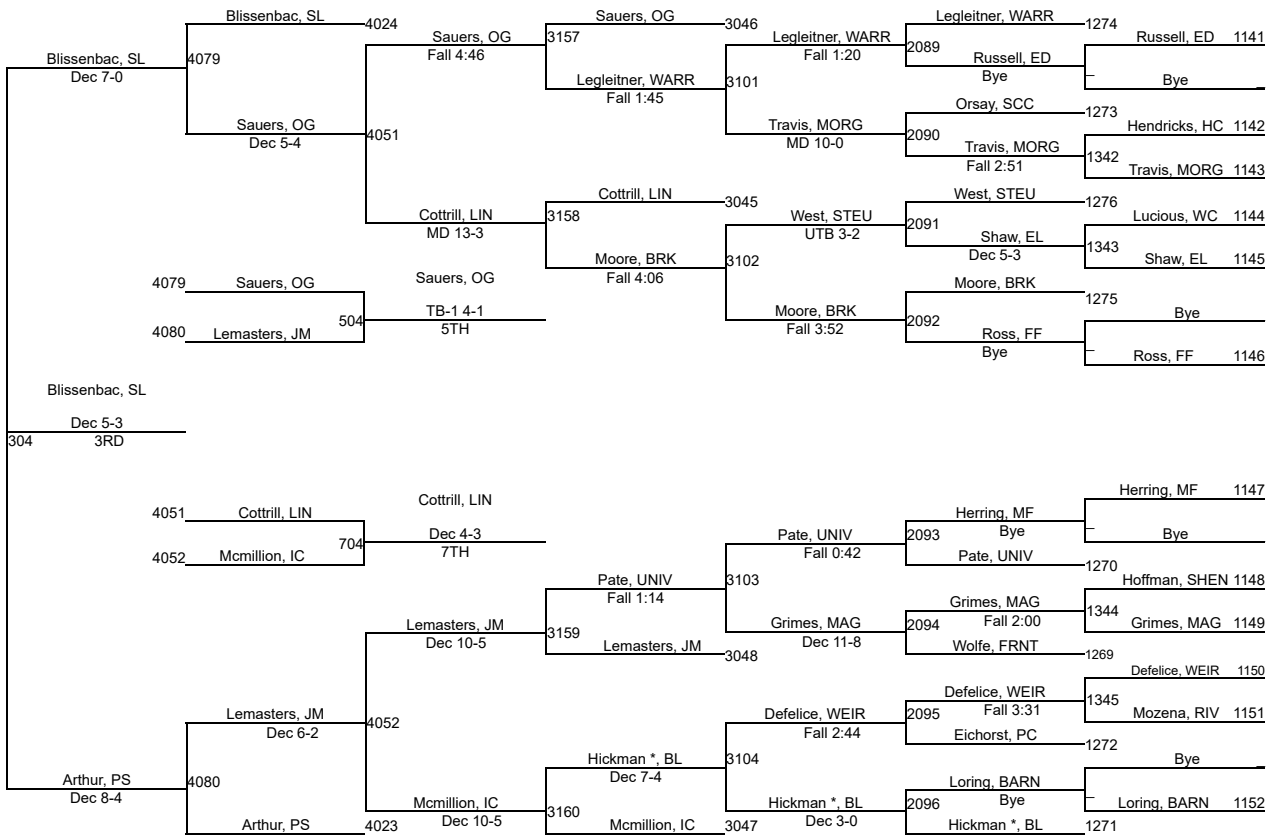 Blissenbac, SL 4024 Sauers, OG 3046 Legleitner, WARR 1274
Sauers, OG 3157 Legleitner, WARR Russell, ED 1141
Fall 4:46 Fall 1:20 2089
Blissenbac, SL 4079 Russell, ED
Dec 7-0 Legleitner, WARR 3101 Bye _ Bye _
Fall 1:45
Orsay, SCC 1273
Sauers, OG 4051 Travis, MORG 2090 Hendricks, HC 1142
Dec 5-4 MD 10-0 Travis, MORG 1342
Fall 2:51 Travis, MORG 1143
Cottrill, LIN 3045 West, STEU 1276
Cottrill, LIN 3158 West, STEU 2091 Lucious, WC 1144
MD 13-3 UTB 3-2 Shaw, EL 1343
Moore, BRK 3102 Dec 5-3 Shaw, EL 1145
Fall 4:06
Sauers, OG
4079 Sauers, OG Moore, BRK 1275
504 TB-1 4-1 Moore, BRK 2092 Bye
5TH Fall 3:52
4080 Lemasters, JM Ross, FF _
Bye Ross, FF 1146
Blissenbac, SL
Dec 5-3
304 3RD
Herring, MF 1147
Cottrill, LIN
4051 Cottrill, LIN Herring, MF _
704 Dec 4-3 Pate, UNIV 2093 Bye Bye _
7TH Fall 0:42
4052 Mcmillion, IC Pate, UNIV 1270
Pate, UNIV 3103 Hoffman, SHEN 1148
Fall 1:14 Grimes, MAG 1344
Lemasters, JM 3159 Grimes, MAG 2094 Fall 2:00 Grimes, MAG 1149
Dec 10-5 Dec 11-8
Lemasters, JM 3048 Wolfe, FRNT 1269
Defelice, WEIR 1150
Defelice, WEIR 1345
Lemasters, JM 4052 Defelice, WEIR 2095 Fall 3:31 Mozena, RIV 1151
Dec 6-2 Fall 2:44
Eichorst, PC 1272
Hickman *, BL 3104 Bye _
Dec 7-4
Arthur, PS 4080 Loring, BARN _
Dec 8-4 Mcmillion, IC 3160 Hickman *, BL 2096 Bye Loring, BARN 1152
Dec 10-5 Dec 3-0
Arthur, PS 4023 Mcmillion, IC 3047 Hickman *, BL 1271